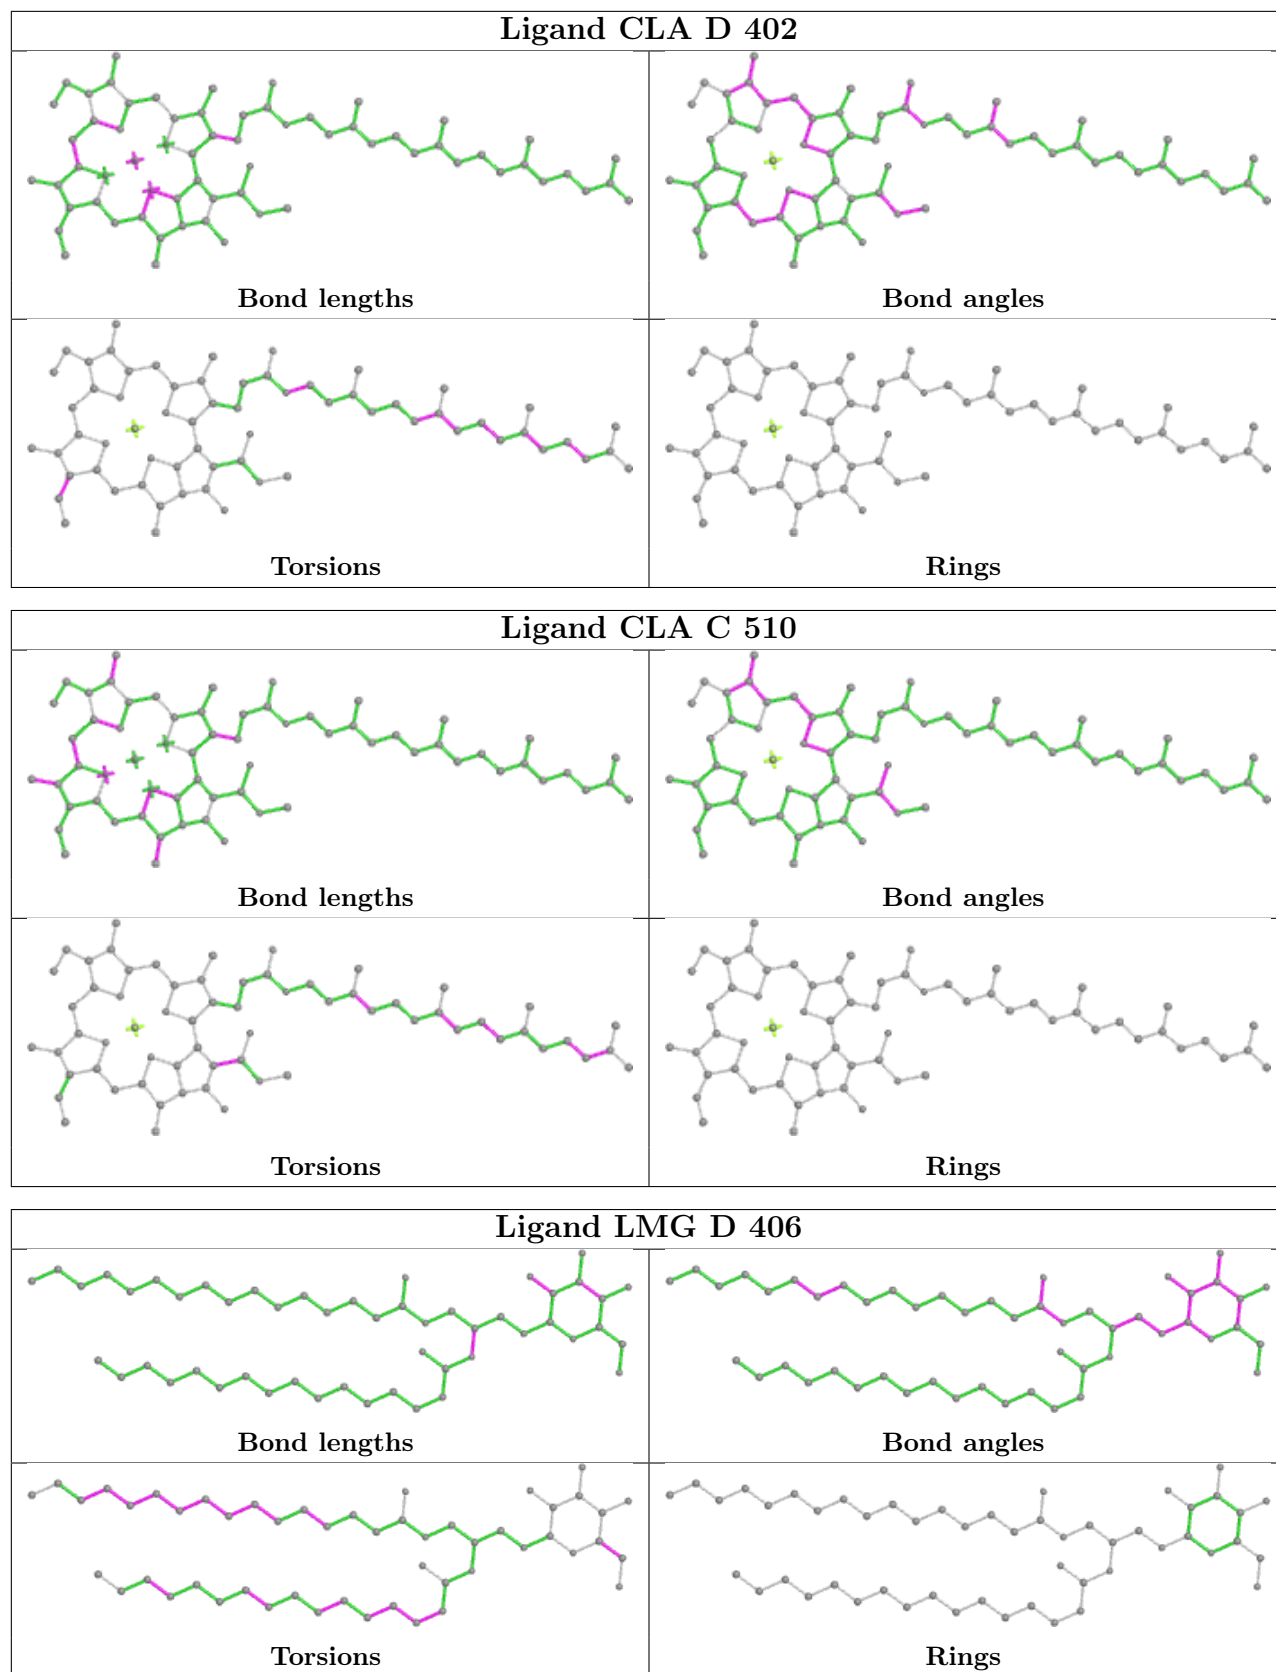 Ligand CLA D 402
Bond lengths
Bond angles
Torsions
Rings
Ligand CLA C 510
Bond lengths
Bond angles
Torsions
Rings
Ligand LMG D 406
Bond lengths
Bond angles
Torsions
Rings